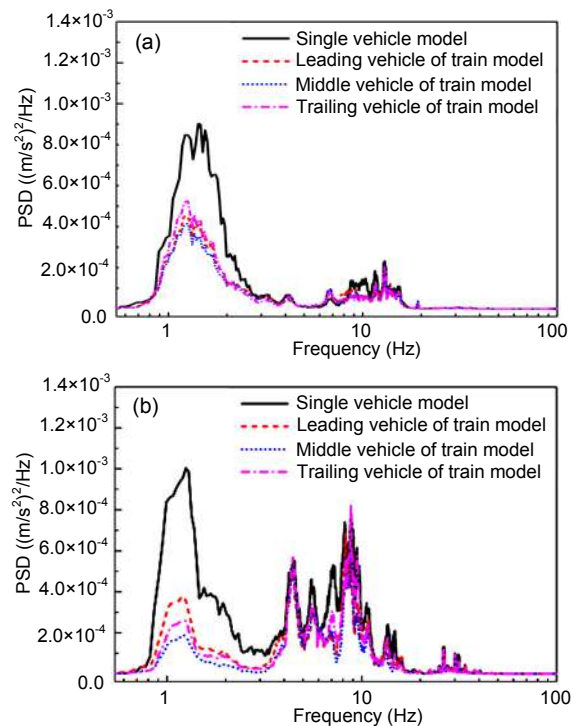 (a)
Single vehicle model
Leading vehicle of train model
Middle vehicle of train model
Trailing vehicle of train model
PSD ((m/s²)²/Hz)
1.4×10⁻³
1.2×10⁻³
1.0×10⁻³
8.0×10⁻⁴
6.0×10⁻⁴
4.0×10⁻⁴
2.0×10⁻⁴
0.0
1 10 100
Frequency (Hz)
(b)
Single vehicle model
Leading vehicle of train model
Middle vehicle of train model
Trailing vehicle of train model
PSD ((m/s²)²/Hz)
1.4×10⁻³
1.2×10⁻³
1.0×10⁻³
8.0×10⁻⁴
6.0×10⁻⁴
4.0×10⁻⁴
2.0×10⁻⁴
0.0
1 10 100
Frequency (Hz)